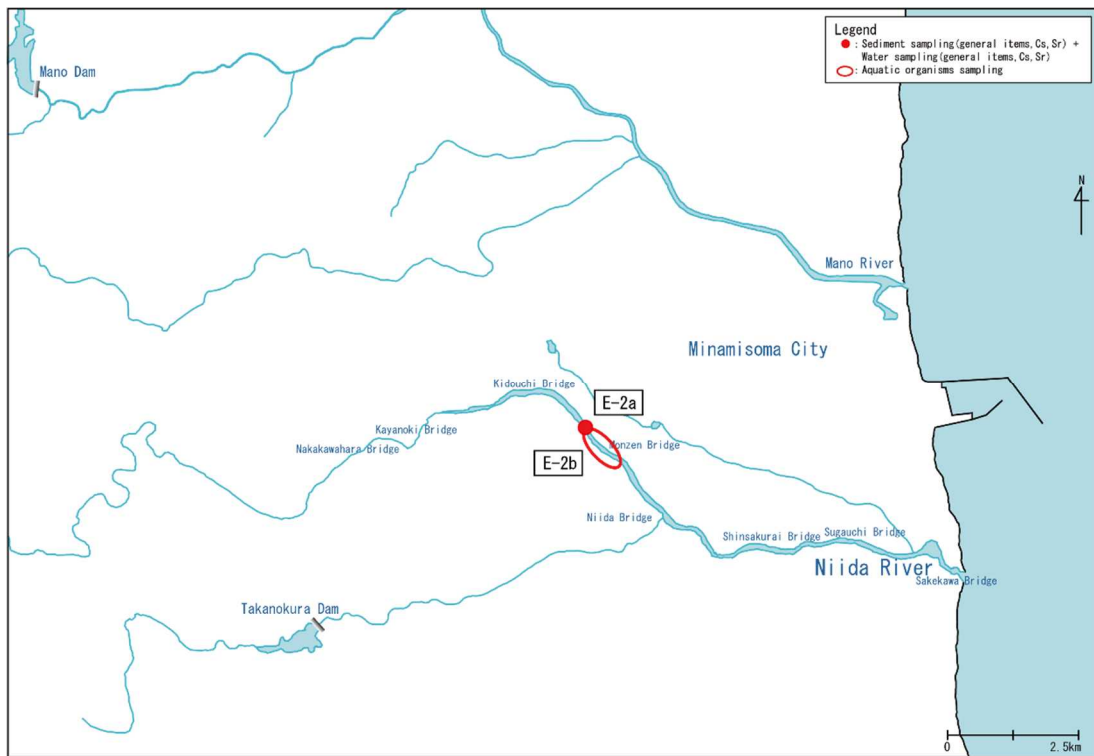 Legend
: Sediment sampling(general items, Cs, Sr) +
Water sampling(general items, Cs, Sr)
: Aquatic organisms sampling
Mano Dam
N
Mano River
Minamisoma City
Kidouchi Bridge
E-2a
Kayanoki Bridge
Monzen Bridge
Nakakawahara Bridge
E-2b
Niida Bridge
Shinsakurai Bridge
Sugauchi Bridge
Niida River
Sakekawa Bridge
Takanokura Dam
0
2.5km